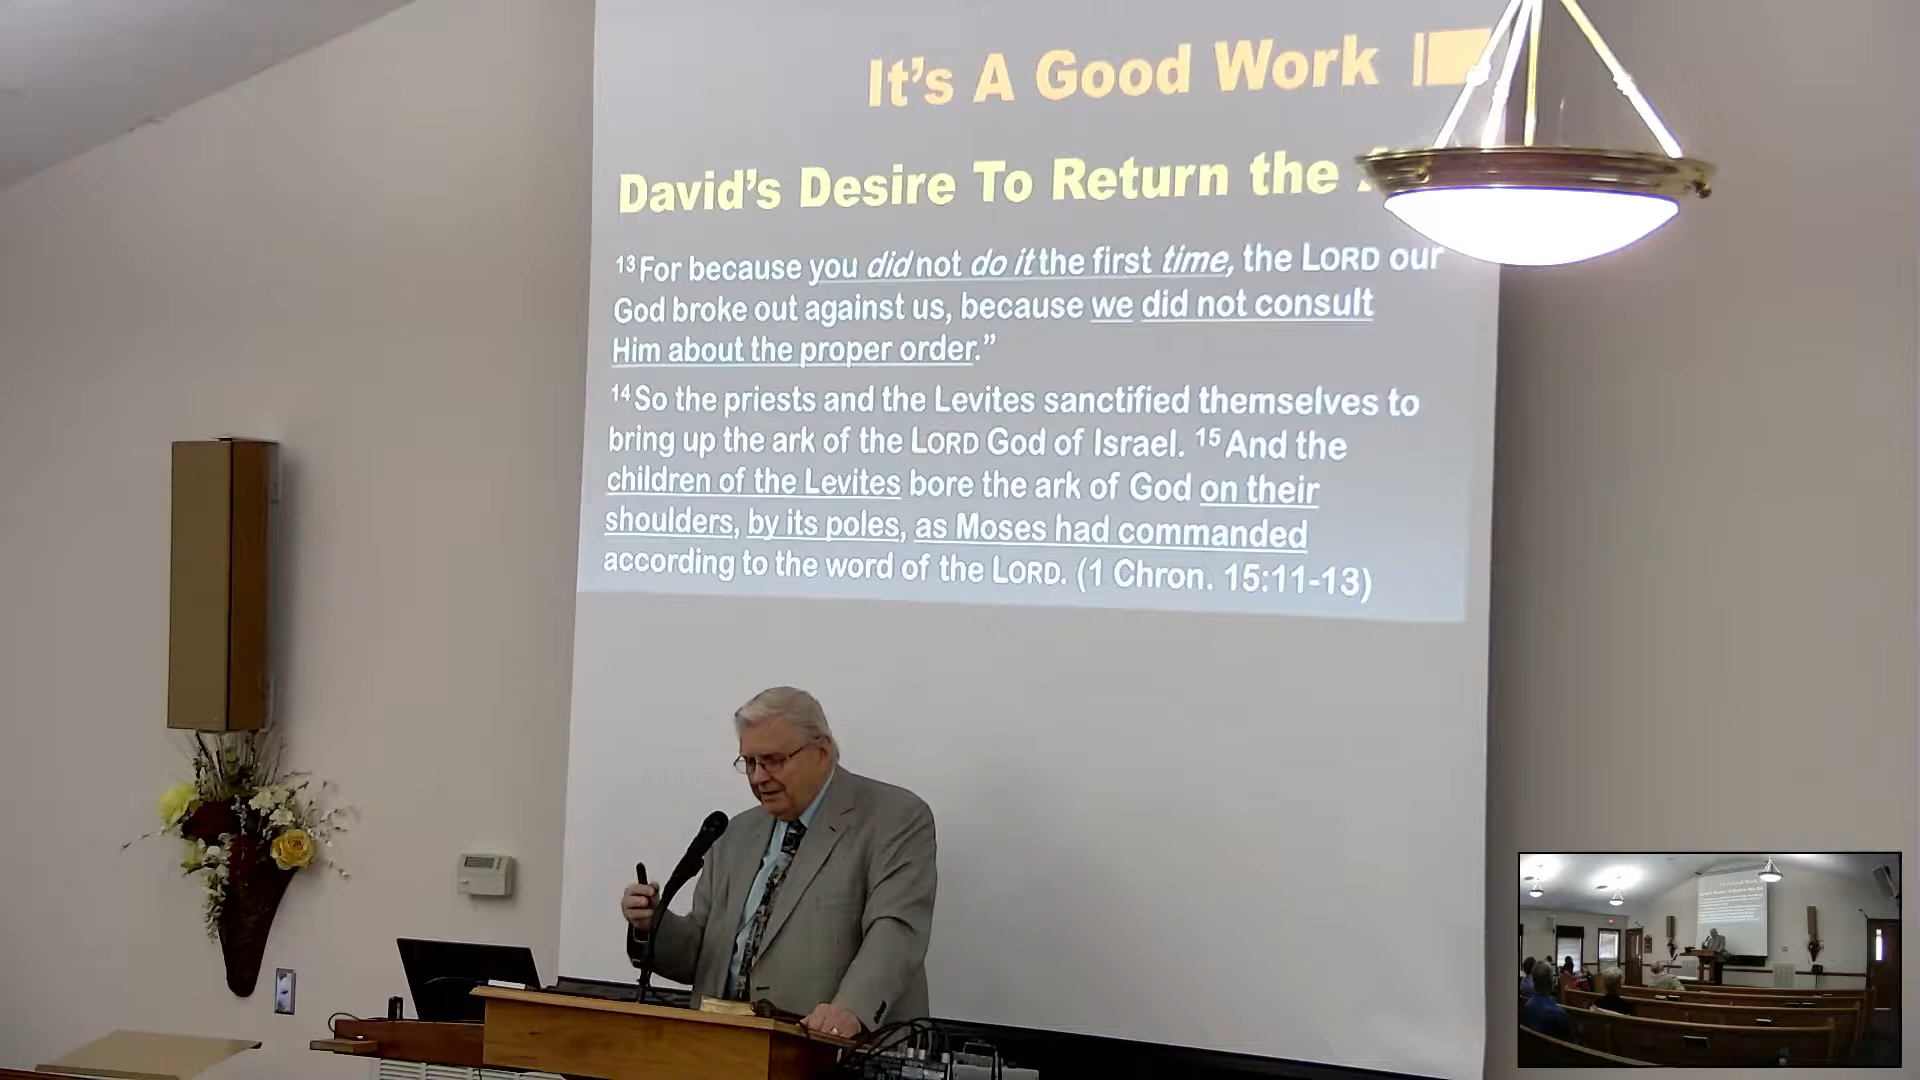 It's A Good Work
David's Desire To Return the
13 For because you did not do it the first time, the LORD our
God broke out against us, because we did not consult
Him about the proper order.”
14 So the priests and the Levites sanctified themselves to
bring up the ark of the LORD God of Israel. 15 And the
children of the Levites bore the ark of God on their
shoulders, by its poles, as Moses had commanded
according to the word of the LORD. (1 Chron. 15:11-13)